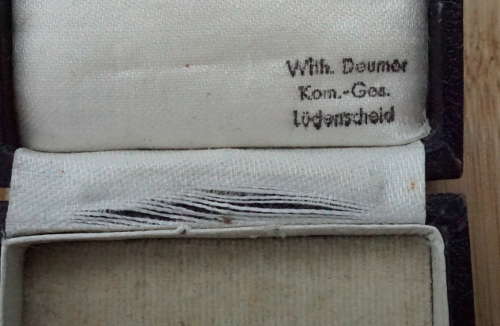 Wilh. Deumer
Kom.-Ges.
Lüdenscheid